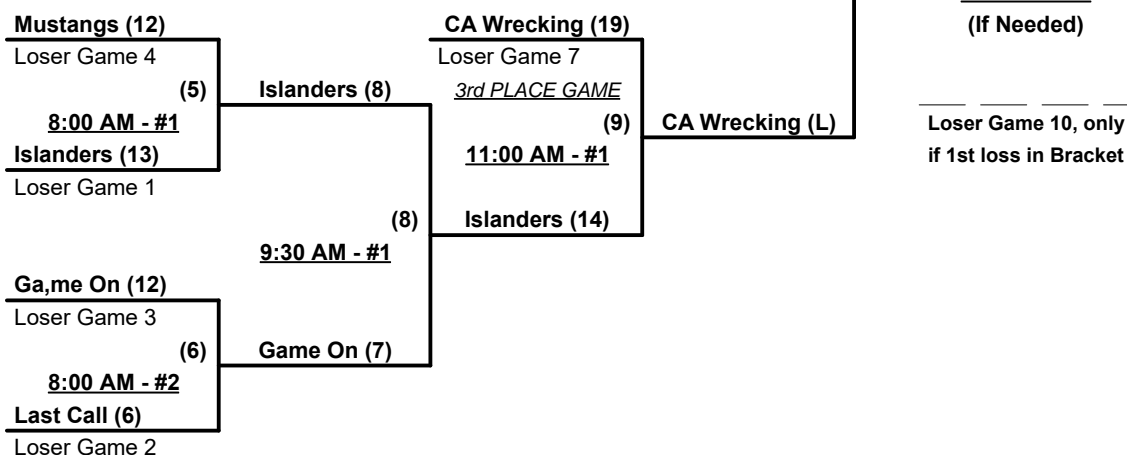 Mustangs (12)
CA Wrecking (19)
(If Needed)
Loser Game 4
Loser Game 7
(5)
Islanders (8)
3rd PLACE GAME
8:00 AM - #1
(9)
CA Wrecking (L)
Loser Game 10, only
if 1st loss in Bracket
Islanders (13)
11:00 AM - #1
Loser Game 1
(8)
Islanders (14)
9:30 AM - #1
Ga,me On (12)
Loser Game 3
(6)
Game On (7)
8:00 AM - #2
Last Call (6)
Loser Game 2